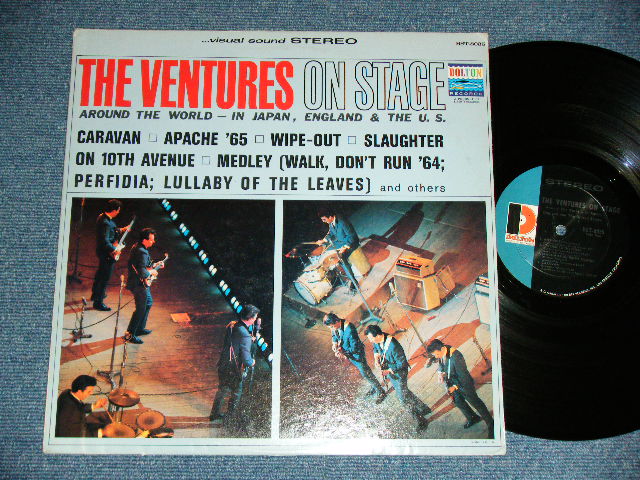 ...visual sound STEREO
THE VENTURES ON STAGE
DOLTON
RECORDS
AROUND THE WORLD – IN JAPAN, ENGLAND & THE U. S.
CARAVAN □ APACHE '65 □ WIPE-OUT □ SLAUGHTER
ON 10TH AVENUE □ MEDLEY (WALK, DON'T RUN '64;
PERFIDIA; LULLABY OF THE LEAVES) and others
STEREO
THE VENTURES ON STAGE